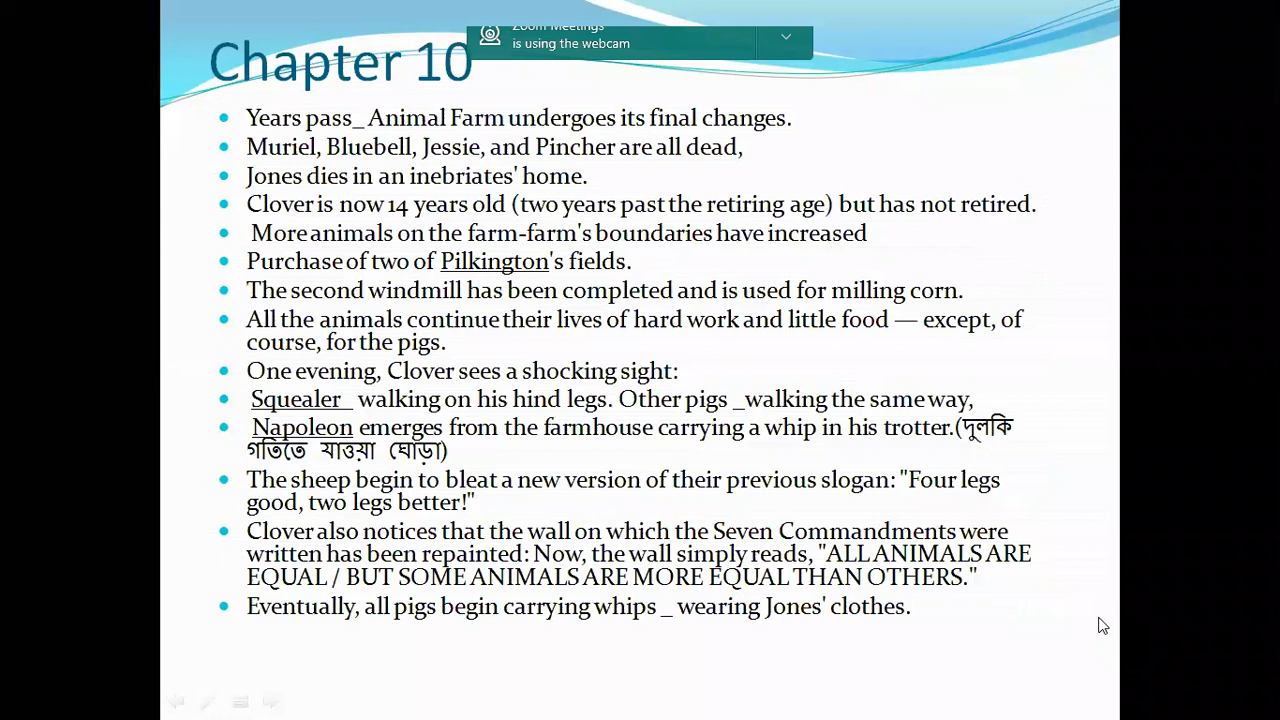 Zoom Meetings
is using the webcam
Chapter 10
Years pass_ Animal Farm undergoes its final changes.
Muriel, Bluebell, Jessie, and Pincher are all dead,
Jones dies in an inebriates' home.
Clover is now 14 years old (two years past the retiring age) but has not retired.
More animals on the farm-farm's boundaries have increased
Purchase of two of Pilkington's fields.
The second windmill has been completed and is used for milling corn.
All the animals continue their lives of hard work and little food — except, of
course, for the pigs.
One evening, Clover sees a shocking sight:
Squealer_ walking on his hind legs. Other pigs _walking the same way,
Napoleon emerges from the farmhouse carrying a whip in his trotter.(দুলকি
গতিতে যাত্তয়া ঘোড়া)
The sheep begin to bleat a new version of their previous slogan: "Four legs
good, two legs better!"
Clover also notices that the wall on which the Seven Commandments were
written has been repainted: Now, the wall simply reads, "ALL ANIMALS ARE
EQUAL / BUT SOME ANIMALS ARE MORE EQUAL THAN OTHERS."
Eventually, all pigs begin carrying whips _ wearing Jones' clothes.